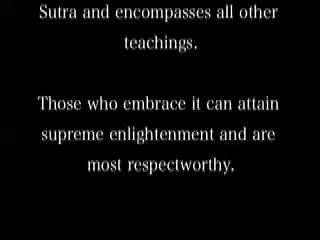 Sutra and encompasses all other
teachings.
Those who embrace it can attain
supreme enlightenment and are
most respectworthy.